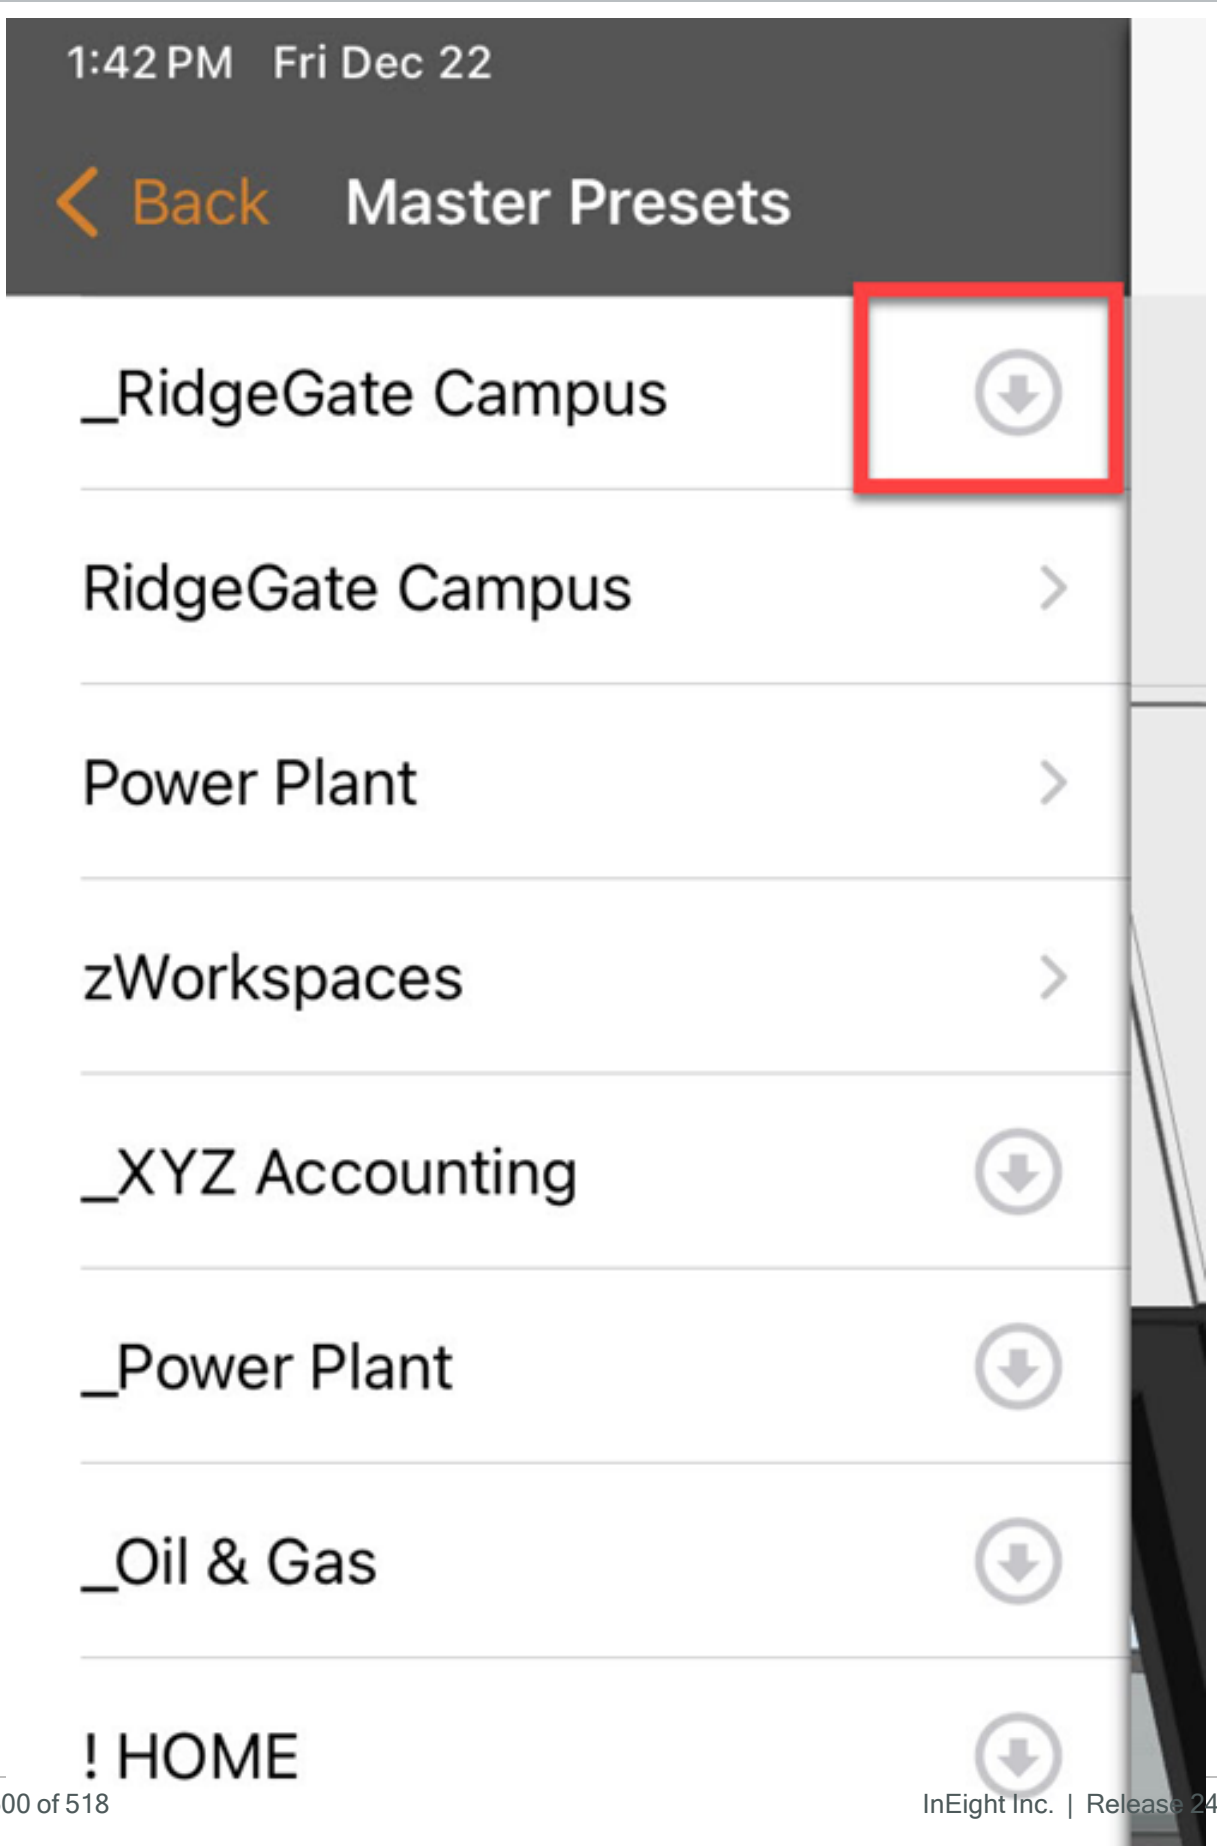 1:42 PM Fri Dec 22
Back Master Presets
_RidgeGate Campus
RidgeGate Campus
Power Plant
zWorkspaces
_XYZ Accounting
_Power Plant
_Oil & Gas
! HOME
00 of 518 InEight Inc. | Release 24